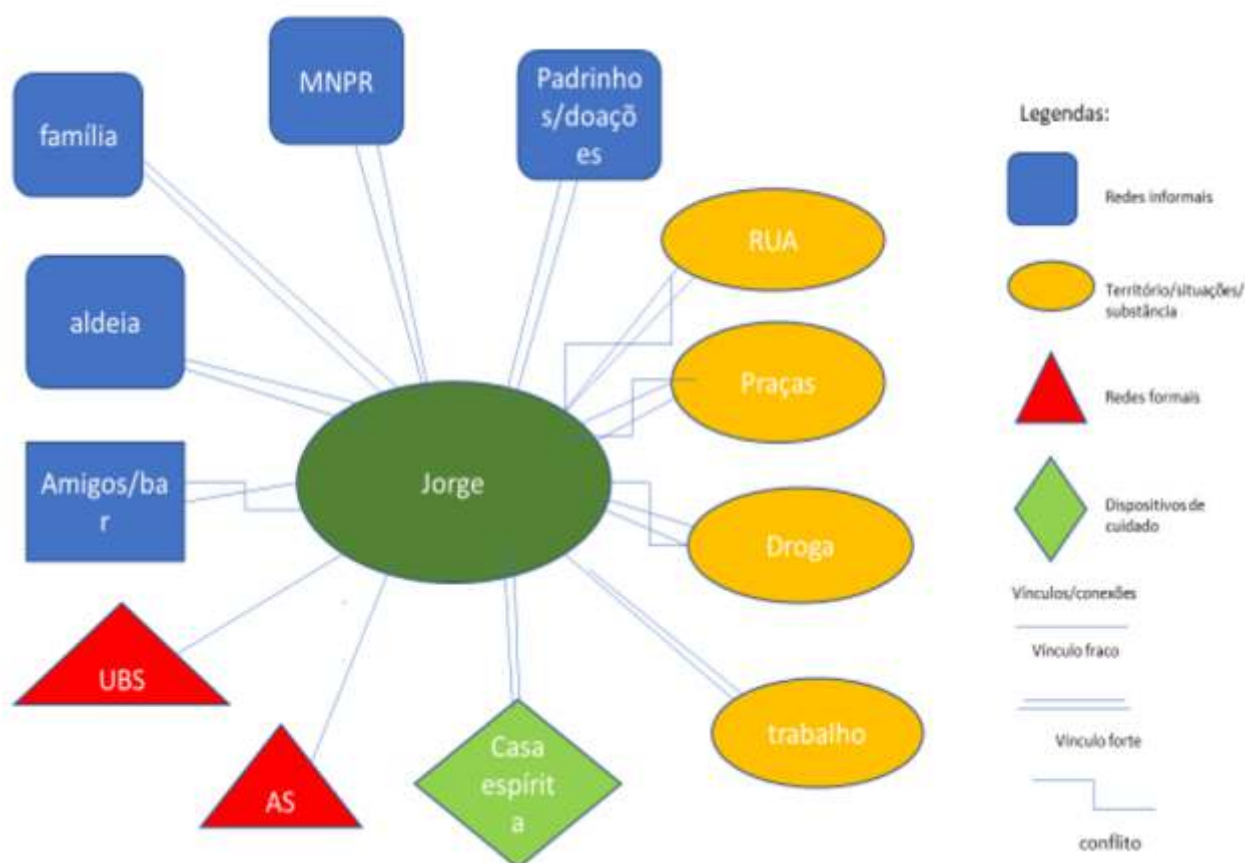 família
MNPR
Padrinho
s/doaçõ
es
RUA
aldeia
Praças
Amigos/ba
r
Jorge
Droga
UBS
AS
Casa
espírit
a
trabalho
Legendas:
Redes informais
Território/situações/
substância
Redes formais
Dispositivos de
cuidado
Vínculos/conexões
Vínculo fraco
Vínculo forte
conflito